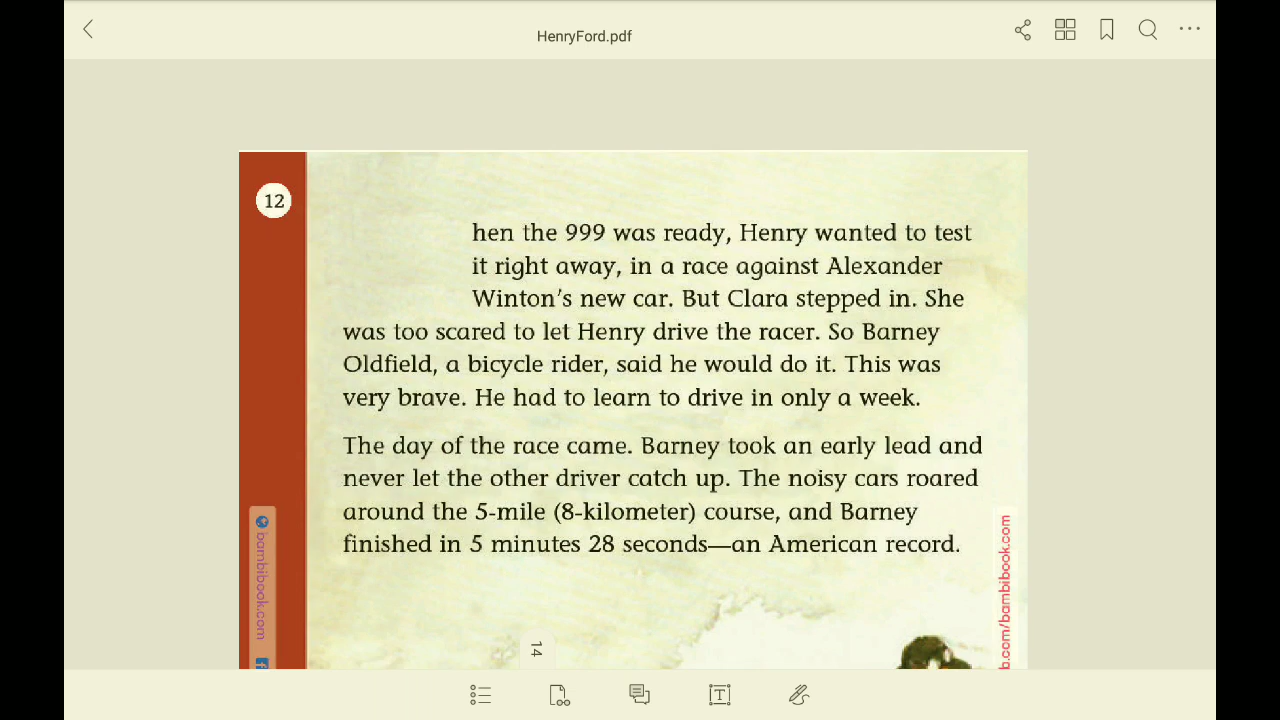 HenryFord.pdf
12
hen the 999 was ready, Henry wanted to test
it right away, in a race against Alexander
Winton's new car. But Clara stepped in. She
was too scared to let Henry drive the racer. So Barney
Oldfield, a bicycle rider, said he would do it. This was
very brave. He had to learn to drive in only a week.
The day of the race came. Barney took an early lead and
never let the other driver catch up. The noisy cars roared
around the 5-mile (8-kilometer) course, and Barney
finished in 5 minutes 28 seconds—an American record.
bambibook.com
b.com/bambibook.com
14